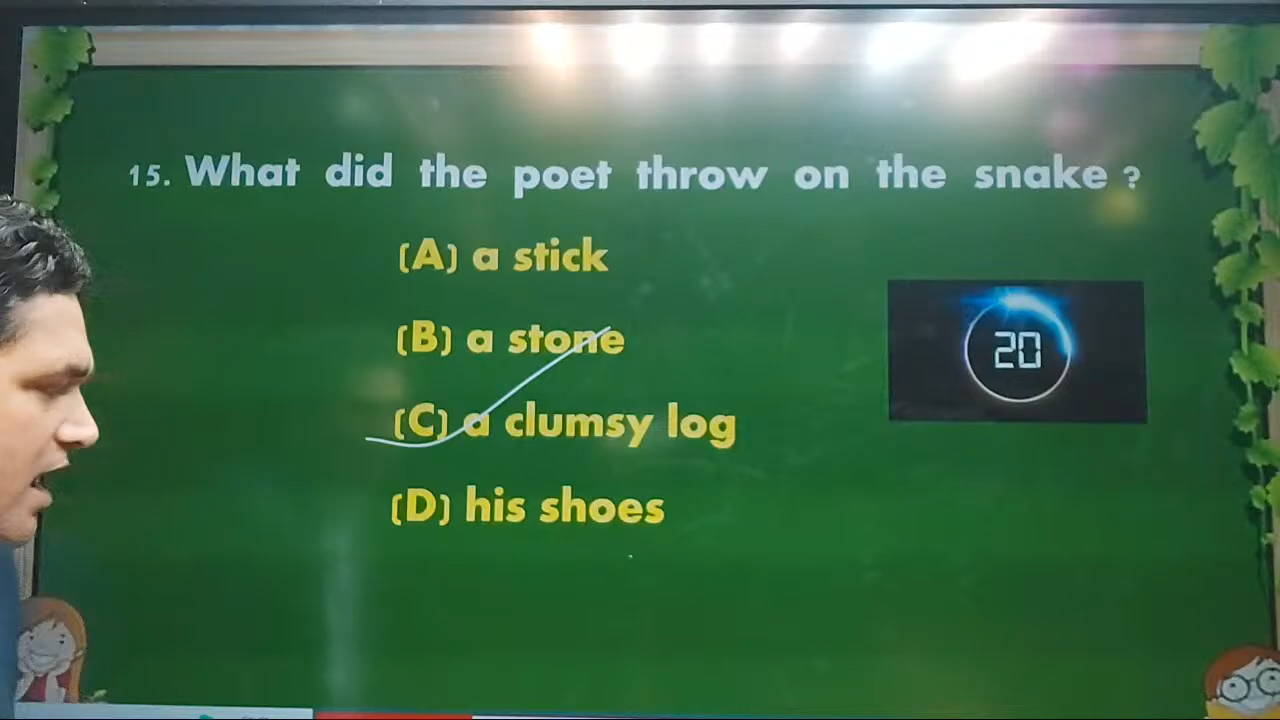 15. What did the poet throw on the snake ?
(A) a stick
(B) a stone
20
(C) a clumsy log
(D) his shoes